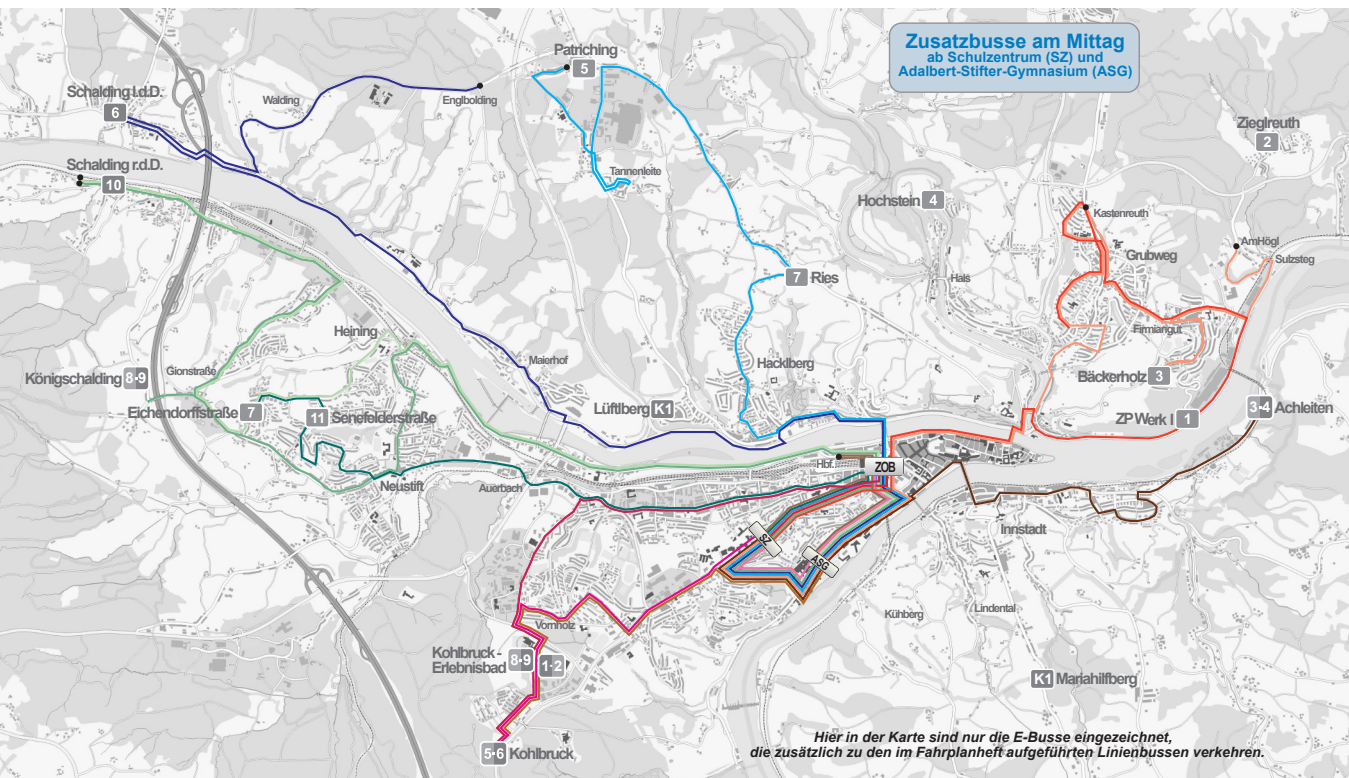 Zusatzbusse am Mittag
ab Schulzentrum (SZ) und
Adalbert-Stifter-Gymnasium (ASG)
Patriching
5
Schalding l.d.D.
6
Walding
Englbolding
Zieglreuth
2
Schalding r.d.D.
10
Tannenleite
Hochstein 4
Kastenreuth
AmHögl
Sulzsteg
Grubweg
7 Ries
Hals
Heining
Firmiangut
Maierhof
Hacklberg
Gionstraße
Königschalding 8•9
Bäckerholz 3
Eichendorffstraße 7
11 Senefelderstraße
Lüftlberg K1
ZPWerk I 1
3•4 Achleiten
Hbf.
ZOB
Neustift
Auerbach
Innstadt
SZ
ASG
Kühberg
Lindental
Vornholz
Kohlbruck -
Erlebnisbad
8•9
1•2
K1 Mariahilfberg
5•6 Kohlbruck
Hier in der Karte sind nur die E-Busse eingezeichnet,
die zusätzlich zu den im Fahrplanheft aufgeführten Linienbussen verkehren.